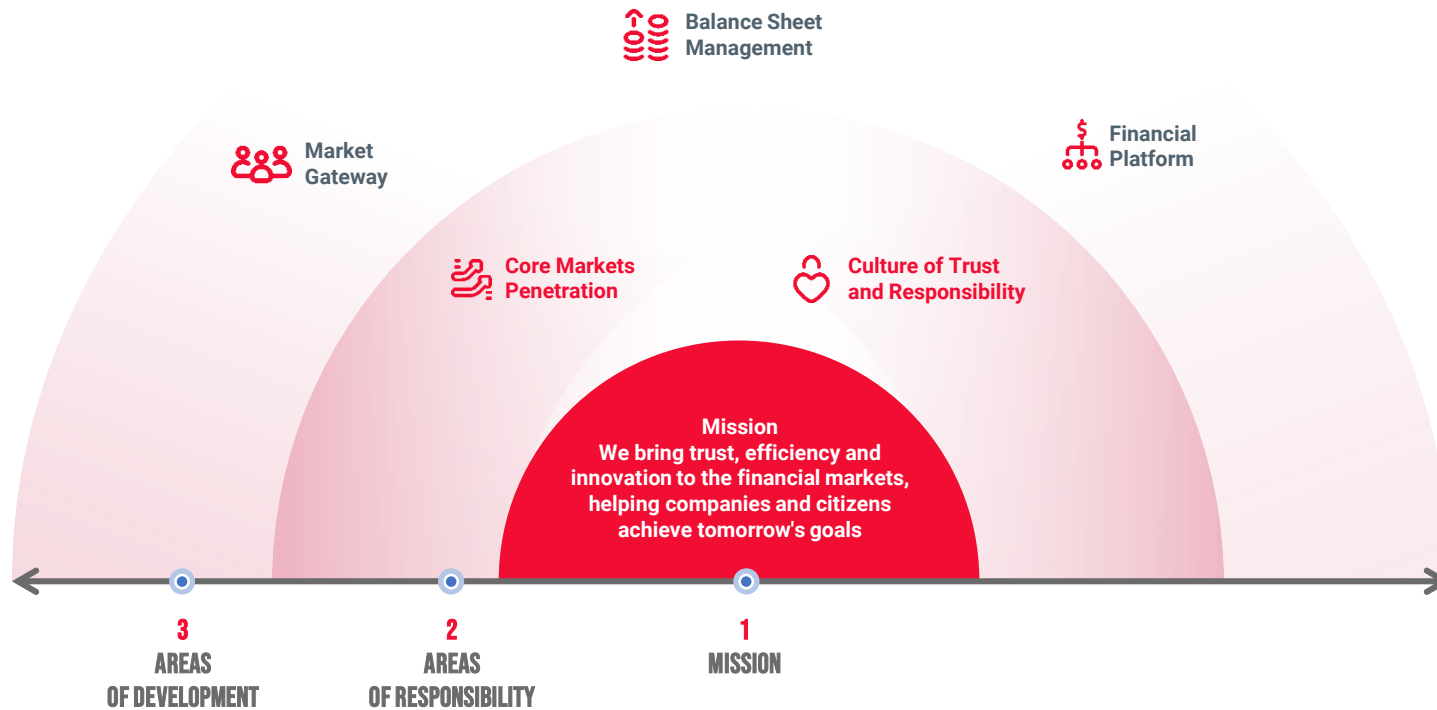 Balance Sheet
Management
Market
Gateway
Financial
Platform
Core Markets
Penetration
Culture of Trust
and Responsibility
Mission
We bring trust, efficiency and
innovation to the financial markets,
helping companies and citizens
achieve tomorrow's goals
3
AREAS
OF DEVELOPMENT
2
AREAS
OF RESPONSIBILITY
1
MISSION